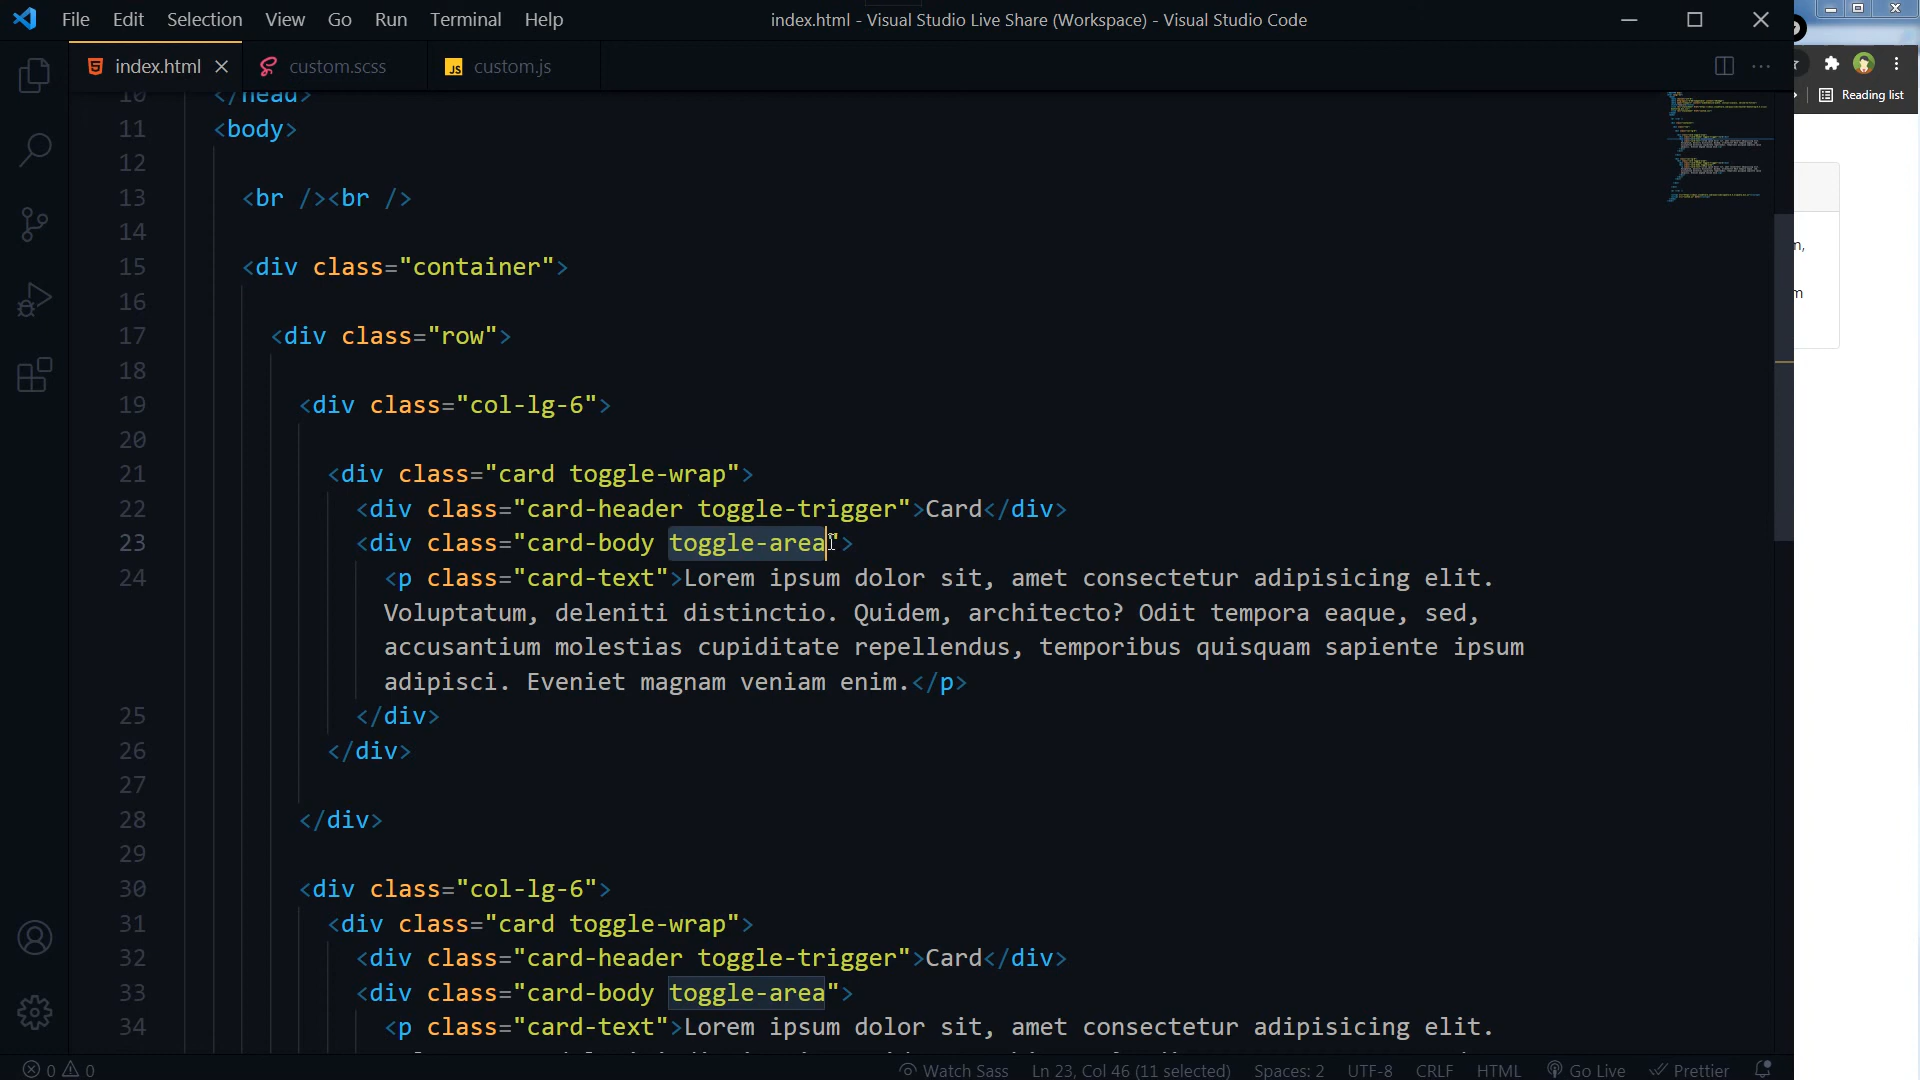 File Edit Selection View Go Run Terminal Help
index.html - Visual Studio Live Share (Workspace) - Visual Studio Code
index.html custom.scss custom.js
Reading list
10 </head>
11 <body>
12
13 <br /><br />
14
15 <div class="container">
16
17 <div class="row">
18
19 <div class="col-lg-6">
20
21 <div class="card toggle-wrap">
22 <div class="card-header toggle-trigger">Card</div>
23 <div class="card-body toggle-area">
24 <p class="card-text">Lorem ipsum dolor sit, amet consectetur adipisicing elit.
Voluptatum, deleniti distinctio. Quidem, architecto? Odit tempora eaque, sed,
accusantium molestias cupiditate repellendus, temporibus quisquam sapiente ipsum
adipisci. Eveniet magnam veniam enim.</p>
25 </div>
26 </div>
27
28 </div>
29
30 <div class="col-lg-6">
31 <div class="card toggle-wrap">
32 <div class="card-header toggle-trigger">Card</div>
33 <div class="card-body toggle-area">
34 <p class="card-text">Lorem ipsum dolor sit, amet consectetur adipisicing elit.
0 0 Watch Sass Ln 23, Col 46 (11 selected) Spaces: 2 UTF-8 CRLF HTML Go Live Prettier